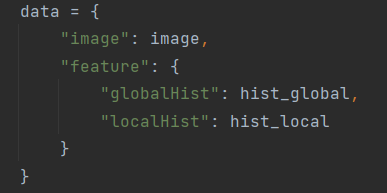 data = {
    "image": image,
    "feature": {
        "globalHist": hist_global,
        "localHist": hist_local
    }
}